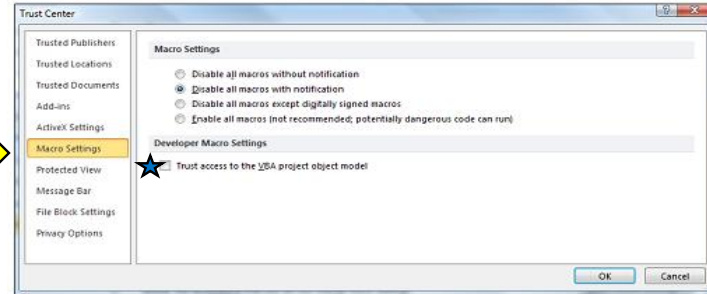 Trust Center
Trusted Publishers
Trusted Locations
Trusted Documents
Add-ins
ActiveX Settings
Macro Settings
Protected View
Message Bar
File Block Settings
Privacy Options
Macro Settings
Disable all macros without notification
Disable all macros with notification
Disable all macros except digitally signed macros
Enable all macros (not recommended; potentially dangerous code can run)
Developer Macro Settings
Trust access to the VBA project object model
OK Cancel